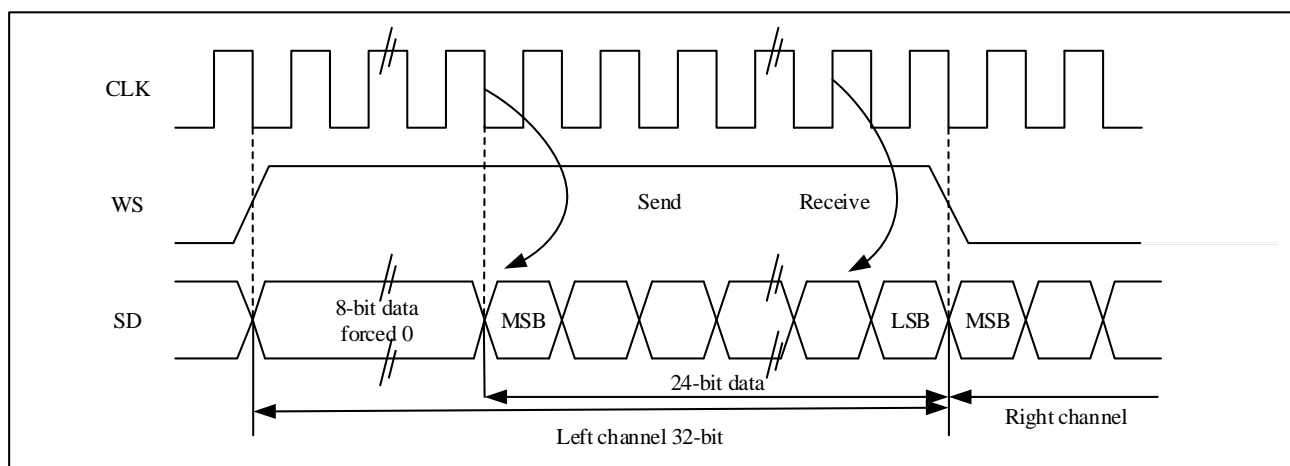 CLK
WS
Send
Receive
SD
8-bit data
forced 0
MSB
LSB
MSB
24-bit data
Left channel 32-bit
Right channel